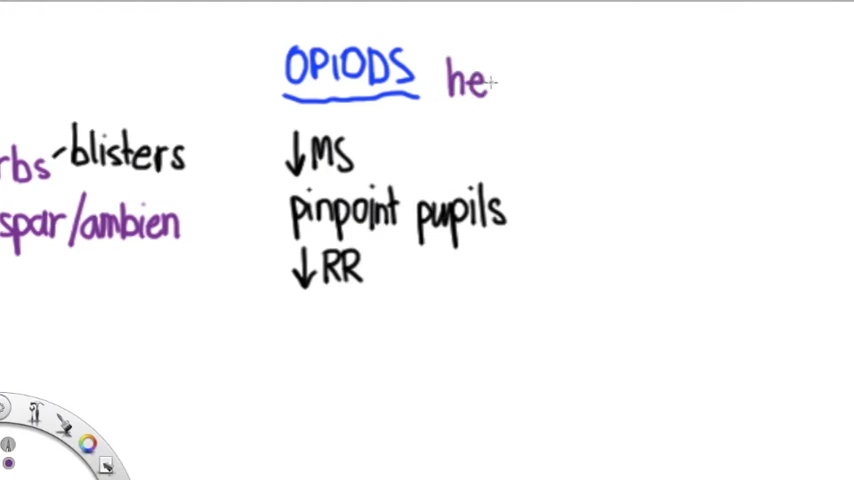 OPIODS he
rbs - blisters
spar/ambien
↓MS
pinpoint pupils
↓RR